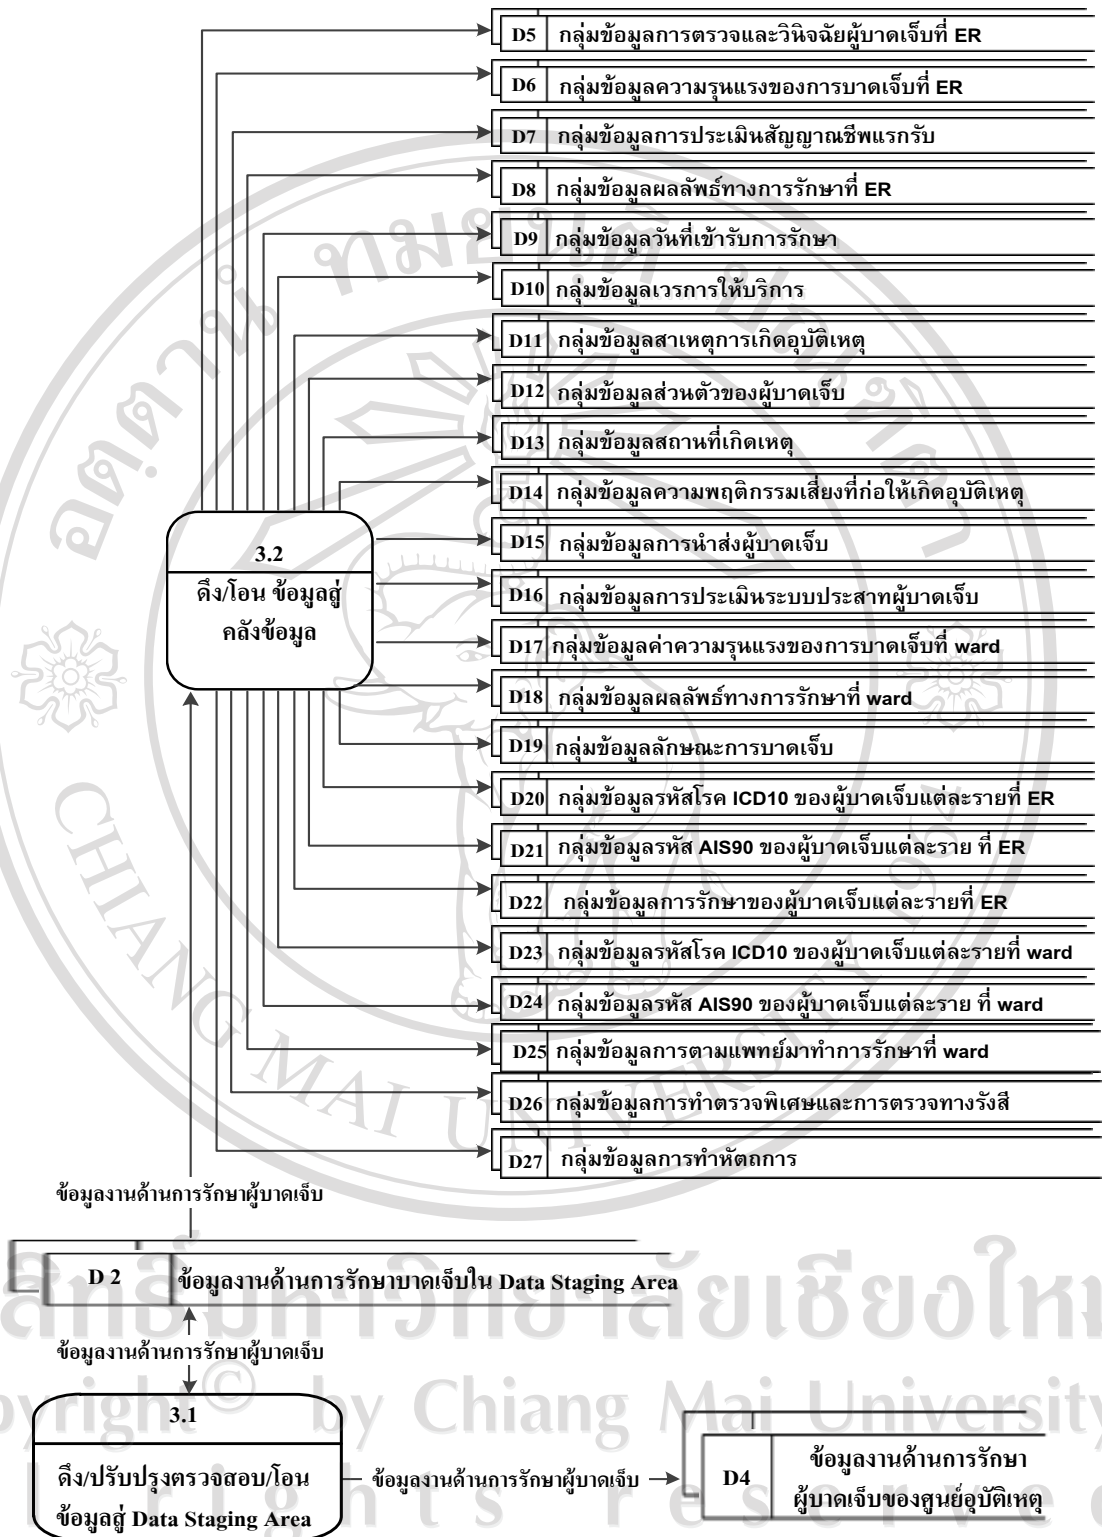 D5 กลุ่มข้อมูลการตรวจและวินิจฉัยผู้บาดเจ็บที่ ER
D6 กลุ่มข้อมูลความรุนแรงของการบาดเจ็บที่ ER
D7 กลุ่มข้อมูลการประเมินสัญญาณชีพแรกรับ
D8 กลุ่มข้อมูลผลลัพธ์ทางการรักษาที่ ER
D9 กลุ่มข้อมูลวันที่เข้ารับการรักษา
D10 กลุ่มข้อมูลเวรการให้บริการ
D11 กลุ่มข้อมูลสาเหตุการเกิดอุบัติเหตุ
D12 กลุ่มข้อมูลส่วนตัวของผู้บาดเจ็บ
D13 กลุ่มข้อมูลสถานที่เกิดเหตุ
D14 กลุ่มข้อมูลความพฤติกรรมเสี่ยงที่ก่อให้เกิดอุบัติเหตุ
D15 กลุ่มข้อมูลการนำส่งผู้บาดเจ็บ
3.2
ดึง/โอน ข้อมูลสู่
คลังข้อมูล
D16 กลุ่มข้อมูลการประเมินระบบประสาทผู้บาดเจ็บ
D17 กลุ่มข้อมูลค่าความรุนแรงของการบาดเจ็บที่ ward
D18 กลุ่มข้อมูลผลลัพธ์ทางการรักษาที่ ward
D19 กลุ่มข้อมูลลักษณะการบาดเจ็บ
D20 กลุ่มข้อมูลรหัสโรค ICD10 ของผู้บาดเจ็บแต่ละรายที่ ER
D21 กลุ่มข้อมูลรหัส AIS90 ของผู้บาดเจ็บแต่ละราย ที่ ER
D22 กลุ่มข้อมูลการรักษาของผู้บาดเจ็บแต่ละรายที่ ER
D23 กลุ่มข้อมูลรหัสโรค ICD10 ของผู้บาดเจ็บแต่ละรายที่ ward
D24 กลุ่มข้อมูลรหัส AIS90 ของผู้บาดเจ็บแต่ละราย ที่ ward
D25 กลุ่มข้อมูลการตามแพทย์มาทำการรักษาที่ ward
D26 กลุ่มข้อมูลการทำตรวจพิเศษและการตรวจทางรังสี
D27 กลุ่มข้อมูลการทำหัตถการ
CHIANG MAI UNIVERSITY 1964
ข้อมูลงานด้านการรักษาผู้บาดเจ็บ
D 2 ข้อมูลงานด้านการรักษาบาดเจ็บใน Data Staging Area
ข้อมูลงานด้านการรักษาผู้บาดเจ็บ
by Chiang Mai University
3.1
ดึง/ปรับปรุงตรวจสอบ/โอน
ข้อมูลสู่ Data Staging Area
ข้อมูลงานด้านการรักษาผู้บาดเจ็บ
D4 ข้อมูลงานด้านการรักษา
ผู้บาดเจ็บของศูนย์อุบัติเหตุ